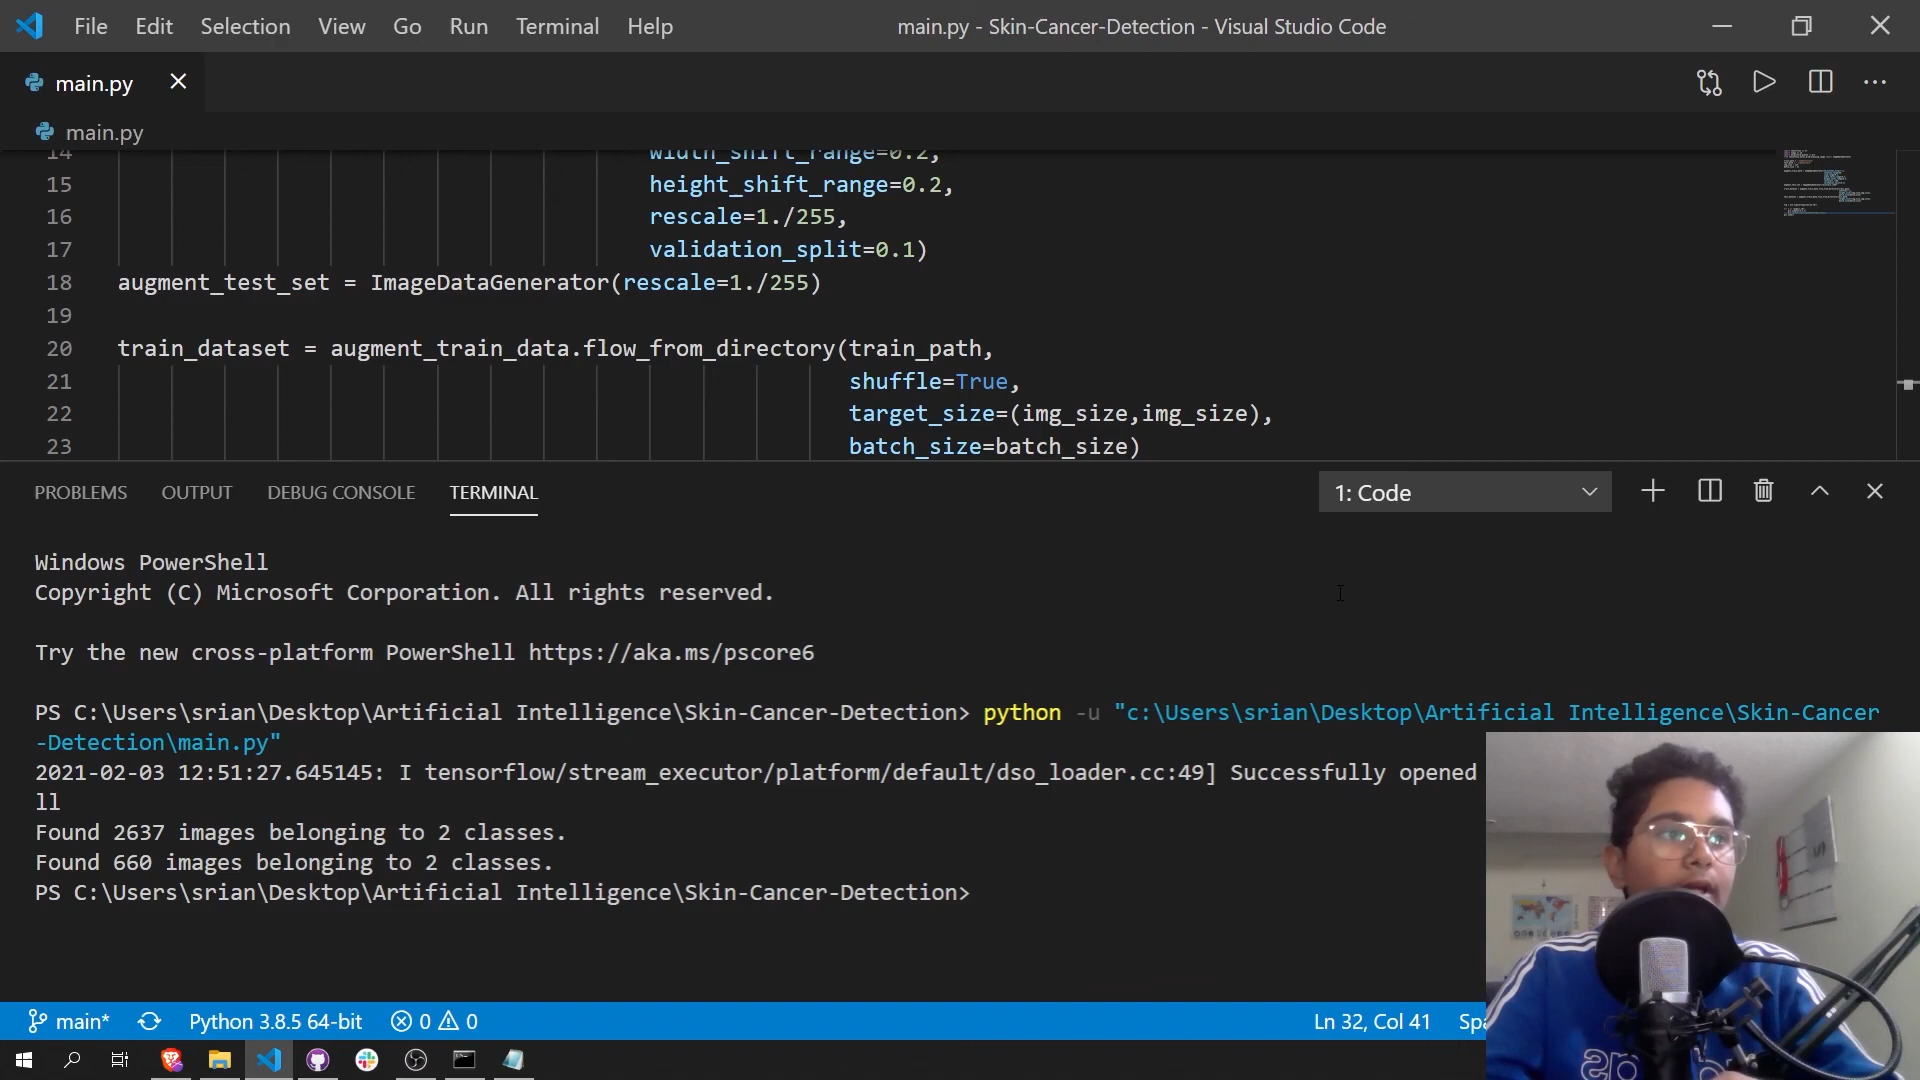 File Edit Selection View Go Run Terminal Help main.py - Skin-Cancer-Detection - Visual Studio Code
main.py
main.py
14 width_shift_range=0.2,
15 height_shift_range=0.2,
16 rescale=1./255,
17 validation_split=0.1)
18 augment_test_set = ImageDataGenerator(rescale=1./255)
19
20 train_dataset = augment_train_data.flow_from_directory(train_path,
21 shuffle=True,
22 target_size=(img_size,img_size),
23 batch_size=batch_size)
PROBLEMS OUTPUT DEBUG CONSOLE TERMINAL 1: Code
Windows PowerShell
Copyright (C) Microsoft Corporation. All rights reserved.
Try the new cross-platform PowerShell https://aka.ms/pscore6
PS C:\Users\srian\Desktop\Artificial Intelligence\Skin-Cancer-Detection> python -u "c:\Users\srian\Desktop\Artificial Intelligence\Skin-Cancer
-Detection\main.py"
2021-02-03 12:51:27.645145: I tensorflow/stream_executor/platform/default/dso_loader.cc:49] Successfully opened
ll
Found 2637 images belonging to 2 classes.
Found 660 images belonging to 2 classes.
PS C:\Users\srian\Desktop\Artificial Intelligence\Skin-Cancer-Detection>
main* Python 3.8.5 64-bit 0 0 Ln 32, Col 41